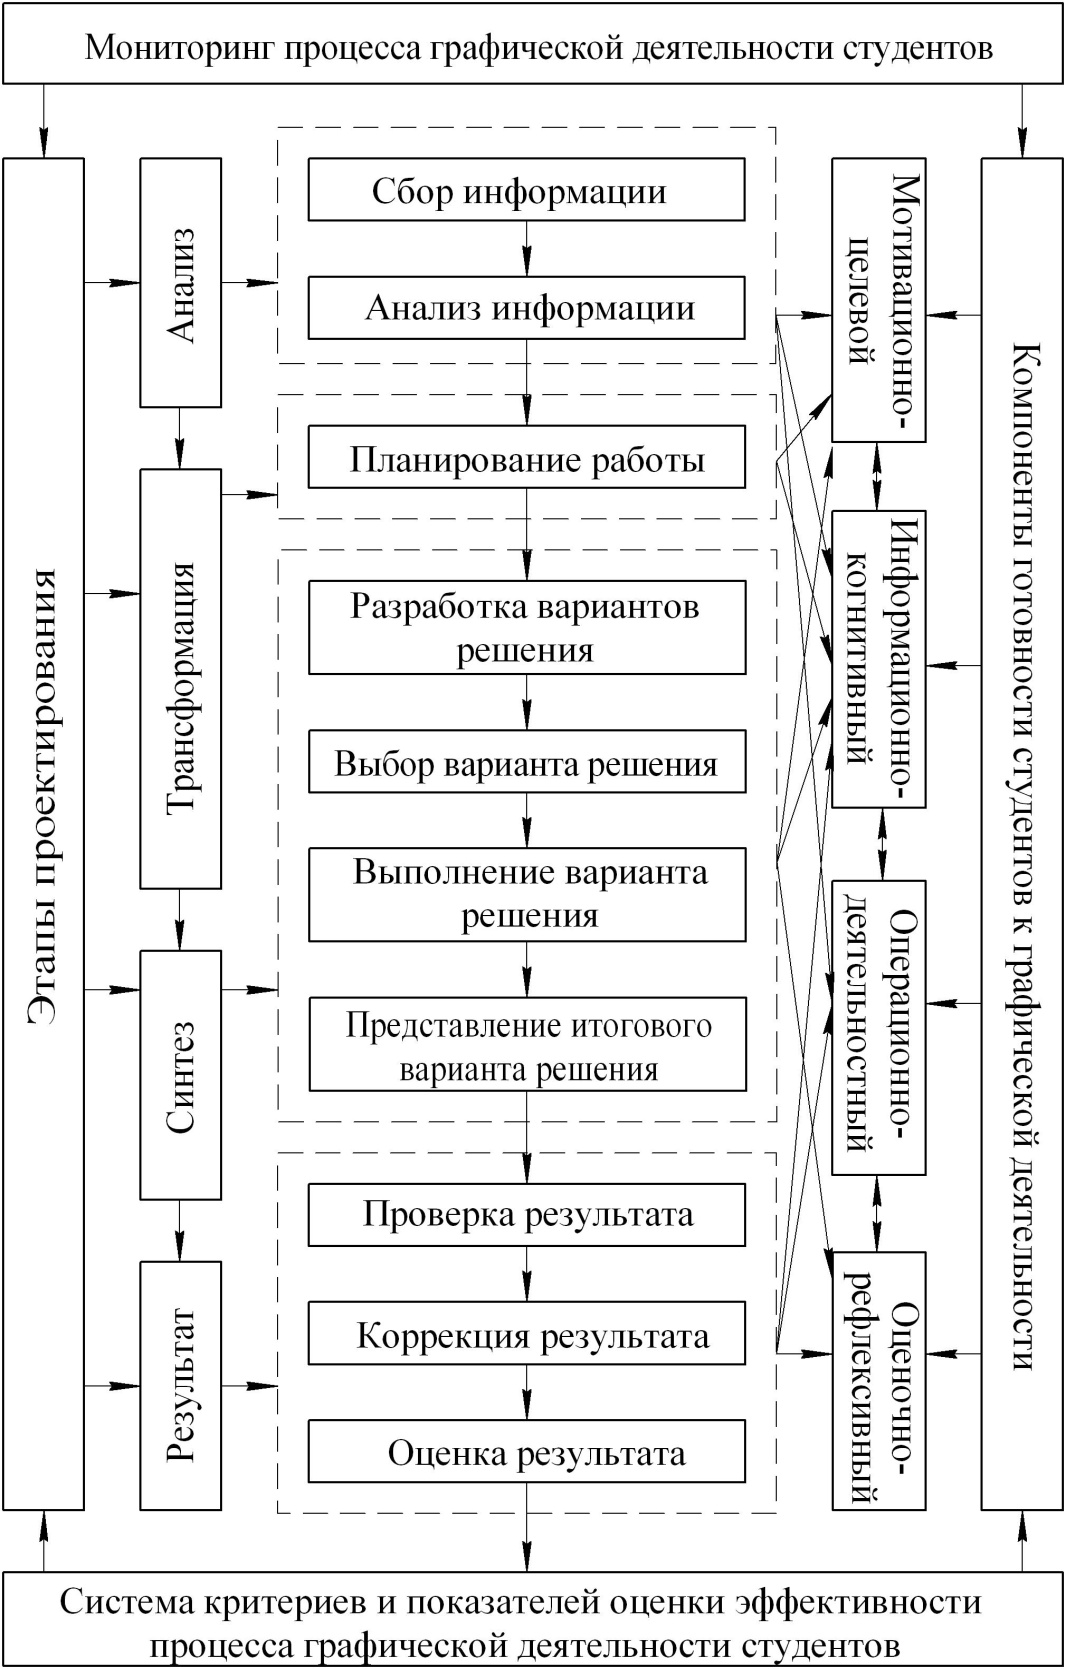 Мониторинг процесса графической деятельности студентов
Этапы проектирования
Анализ
Трансформация
Синтез
Результат
Сбор информации
Анализ информации
Планирование работы
Разработка вариантов
решения
Выбор варианта решения
Выполнение варианта
решения
Представление итогового
варианта решения
Проверка результата
Коррекция результата
Оценка результата
Мотивационно-
целевой
Информационно-
когнитивный
Операционно-
деятельностный
Оценочно-
рефлексивный
Компоненты готовности студентов к графической деятельности
Система критериев и показателей оценки эффективности
процесса графической деятельности студентов